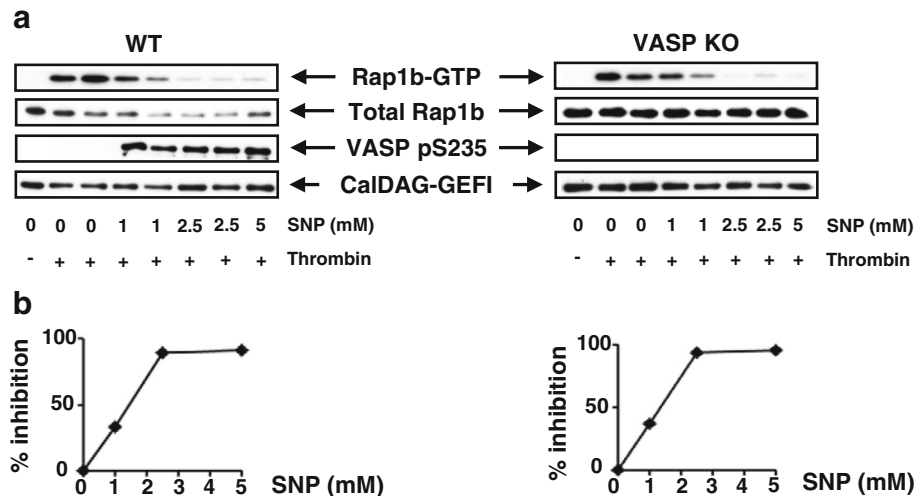 a
WT VASP KO
Rap1b-GTP
Total Rap1b
VASP pS235
CalDAG-GEFI
0 0 0 1 1 2.5 2.5 5 SNP (mM) 0 0 0 1 1 2.5 2.5 5 SNP (mM)
- + + + + + + + Thrombin - + + + + + + + Thrombin
b
% inhibition
100
50
0
0 1 2 3 4 5 SNP (mM)
% inhibition
100
50
0
0 1 2 3 4 5 SNP (mM)